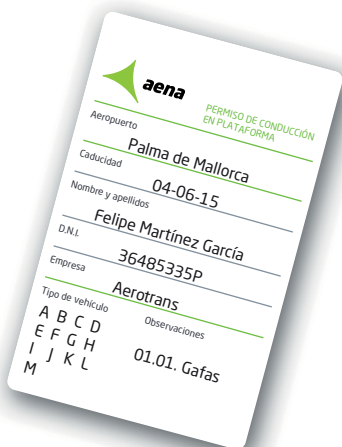 aena
PERMISO DE CONDUCCIÓN
EN PLATAFORMA
Aeropuerto
Palma de Mallorca
Caducidad
04-06-15
Nombre y apellidos
Felipe Martínez García
D.N.I.
36485335P
Empresa
Aerotrans
Tipo de vehículo
A B C D
E F G H
I J K L
M
Observaciones
01.01. Gafas